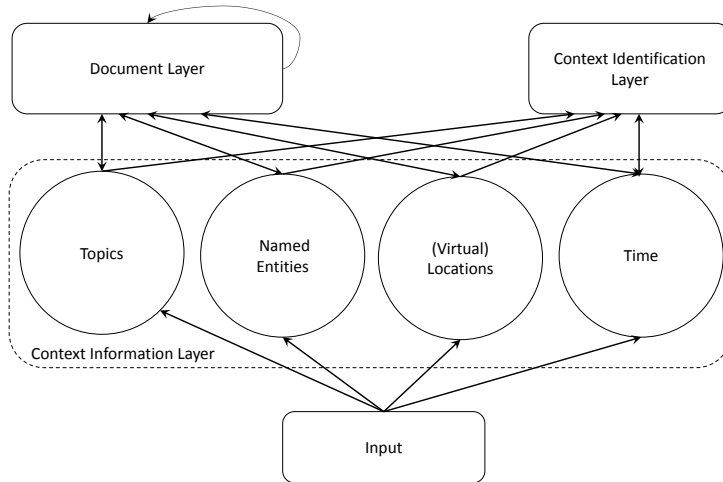 Document Layer
Context Identification
Layer
Topics
Named
Entities
(Virtual)
Locations
Time
Context Information Layer
Input